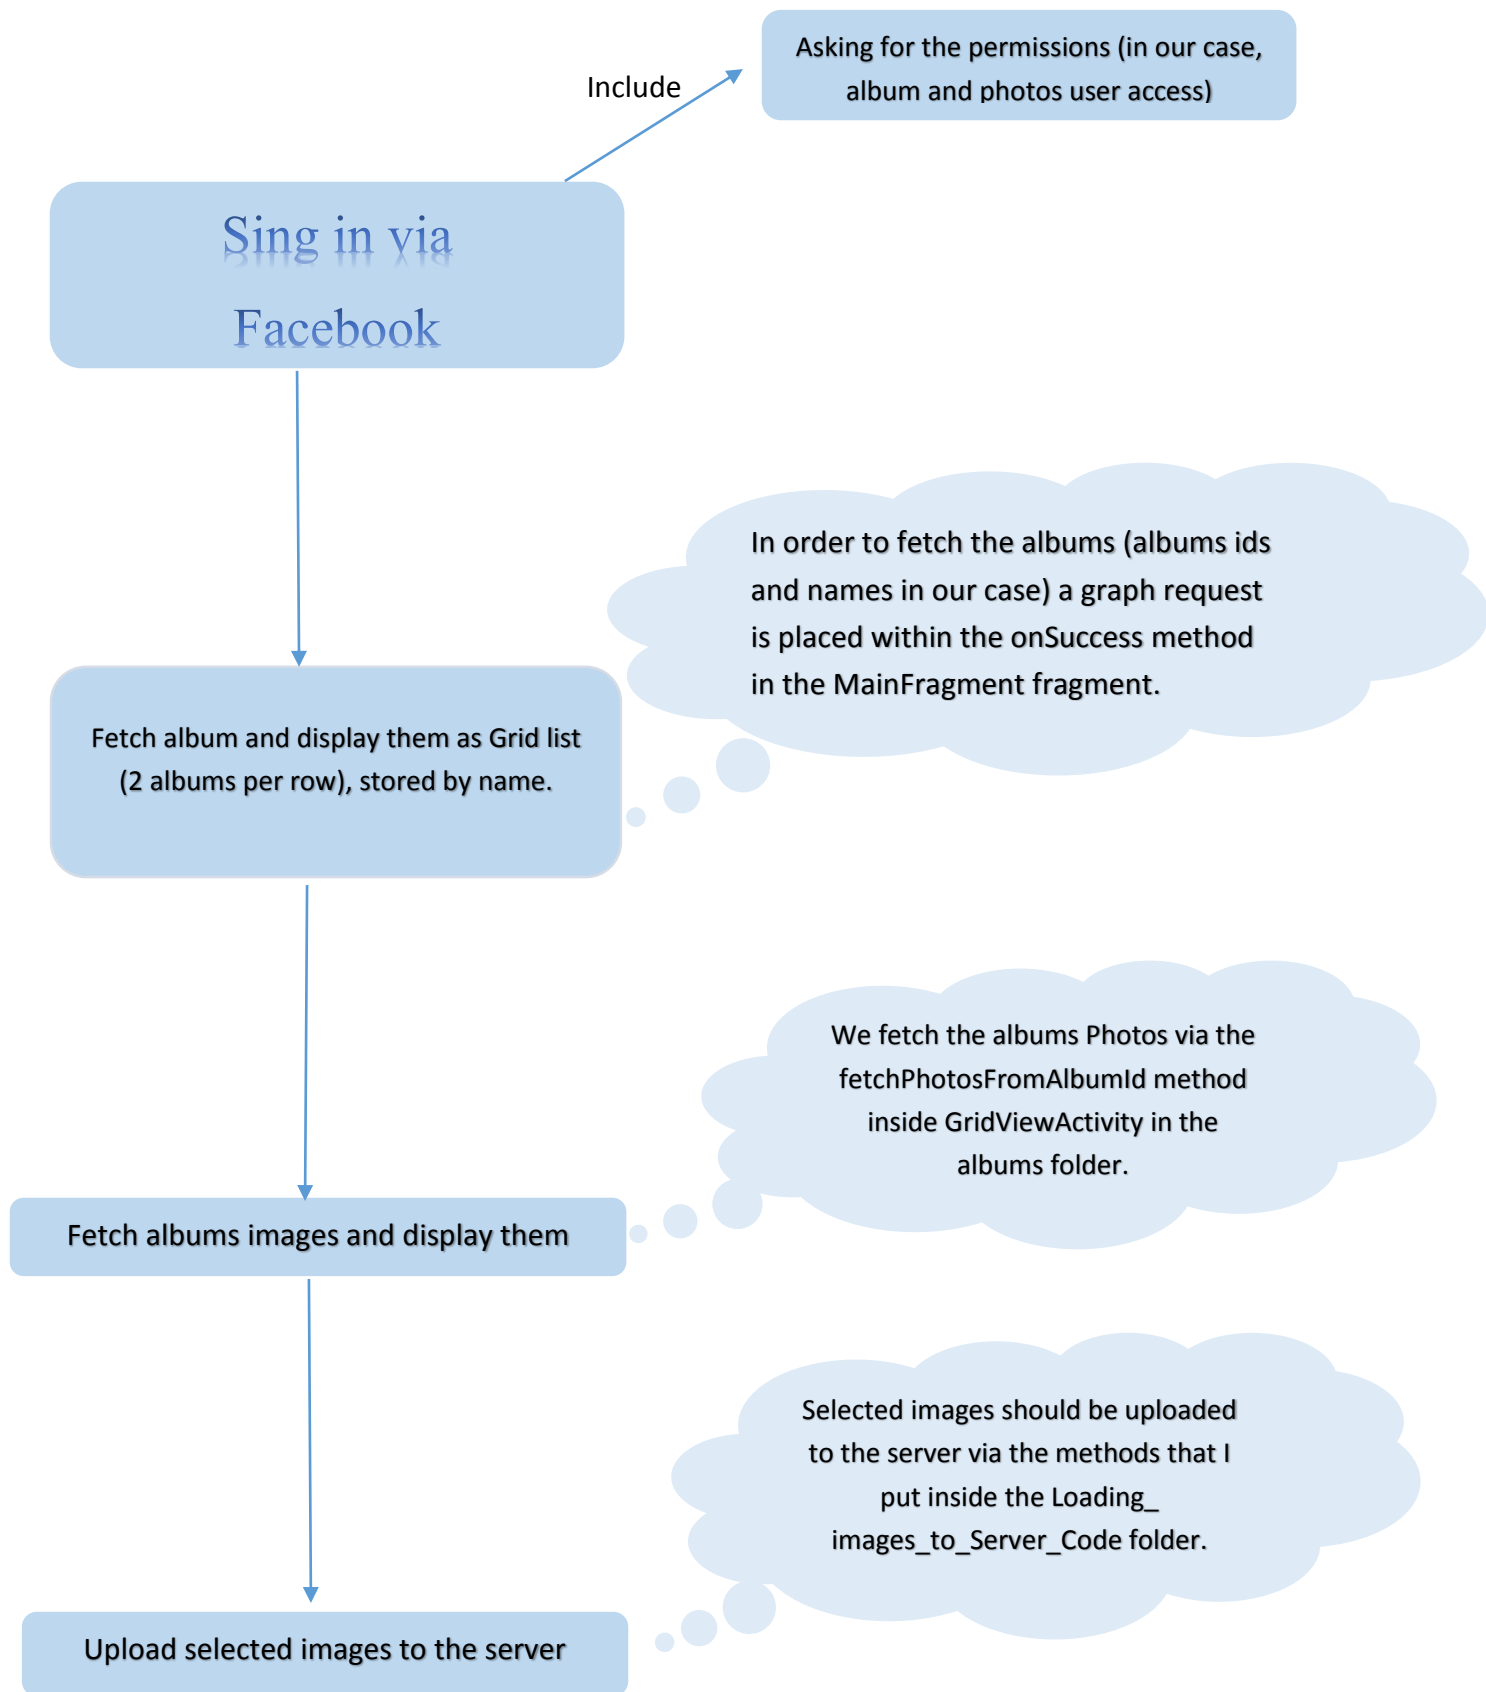 Asking for the permissions (in our case,
album and photos user access)
Include
Sing in via
Facebook
In order to fetch the albums (albums ids
and names in our case) a graph request
is placed within the onSuccess method
in the MainFragment fragment.
Fetch album and display them as Grid list
(2 albums per row), stored by name.
We fetch the albums Photos via the
fetchPhotosFromAlbumId method
inside GridViewActivity in the
albums folder.
Fetch albums images and display them
Selected images should be uploaded
to the server via the methods that I
put inside the Loading_
images_to_Server_Code folder.
Upload selected images to the server